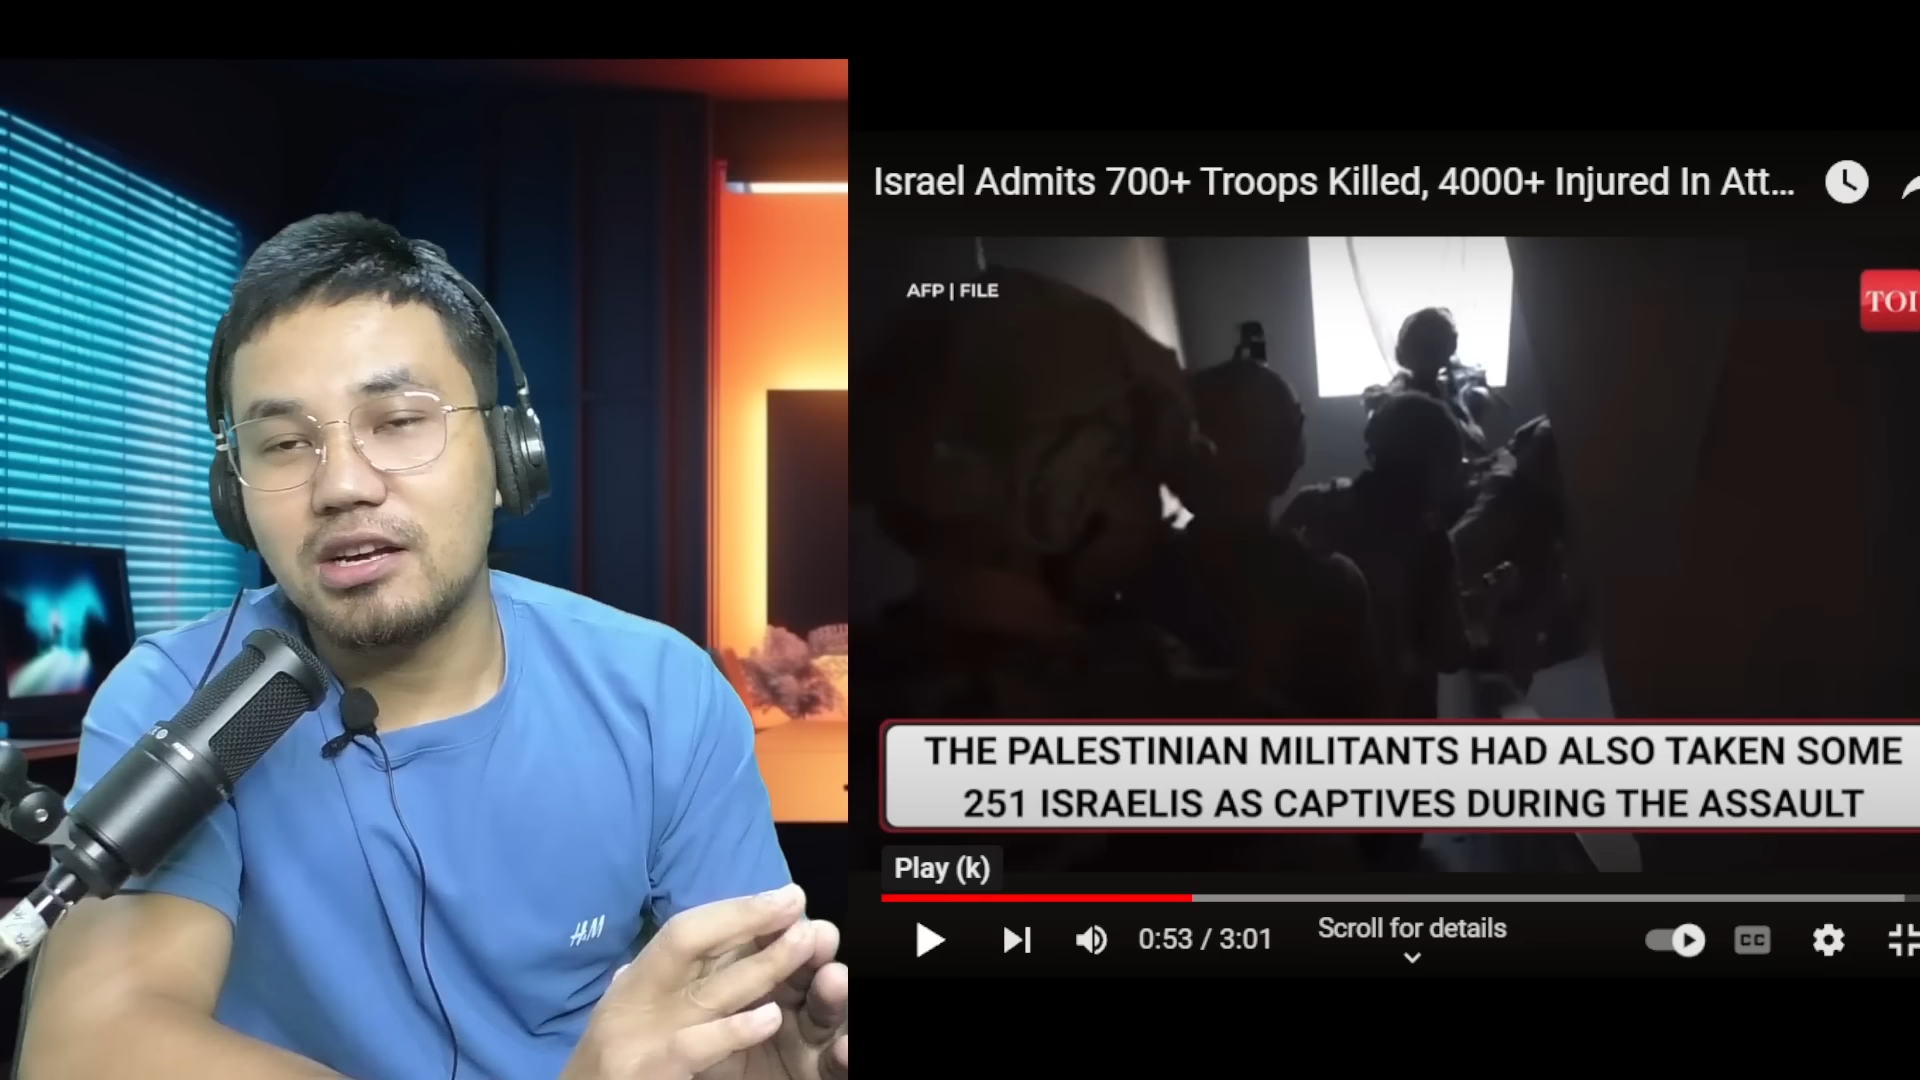 Israel Admits 700+ Troops Killed, 4000+ Injured In Att...
AFP | FILE
TOI
THE PALESTINIAN MILITANTS HAD ALSO TAKEN SOME
251 ISRAELIS AS CAPTIVES DURING THE ASSAULT
Play (k)
0:53 / 3:01
Scroll for details
CC
H&M